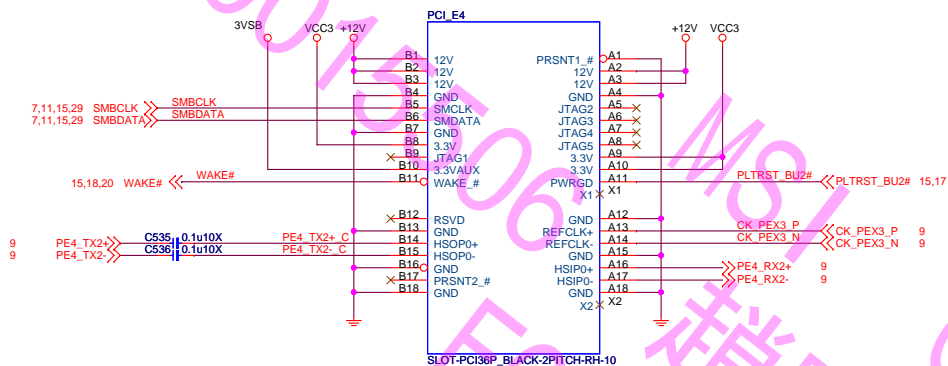 PCI_E4
3VSB VCC3 +12V +12V VCC3
B1 12V PRSNT1_# A1
B2 12V 12V A2
B3 12V 12V A3
B4 GND GND A4
7,11,15,29 SMBCLK SMBCLK B5 SMCLK JTAG2 A5
7,11,15,29 SMBDATA SMBDATA B6 SMDATA JTAG3 A6
B7 GND JTAG4 A7
B8 3.3V JTAG5 A8
B9 JTAG1 3.3V A9
B10 3.3VAUX 3.3V A10
15,18,20 WAKE# WAKE# B11 WAKE_# PWRGD A11 PLTRST_BU2# PLTRST_BU2# 15,17
X1 X1
B12 RSVD GND A12
B13 GND REFCLK+ A13 CK_PEX3_P CK_PEX3_P 9
9 PE4_TX2+ C535 0.1u10X PE4_TX2+_C B14 HSOP0+ REFCLK- A14 CK_PEX3_N CK_PEX3_N 9
9 PE4_TX2- C536 0.1u10X PE4_TX2-_C B15 HSOP0- GND A15
B16 GND HSIP0+ A16 PE4_RX2+ 9
B17 PRSNT2_# HSIP0- A17 PE4_RX2- 9
B18 GND GND A18
X2 X2
SLOT-PCI36P_BLACK-2PITCH-RH-10
0015506
MSI